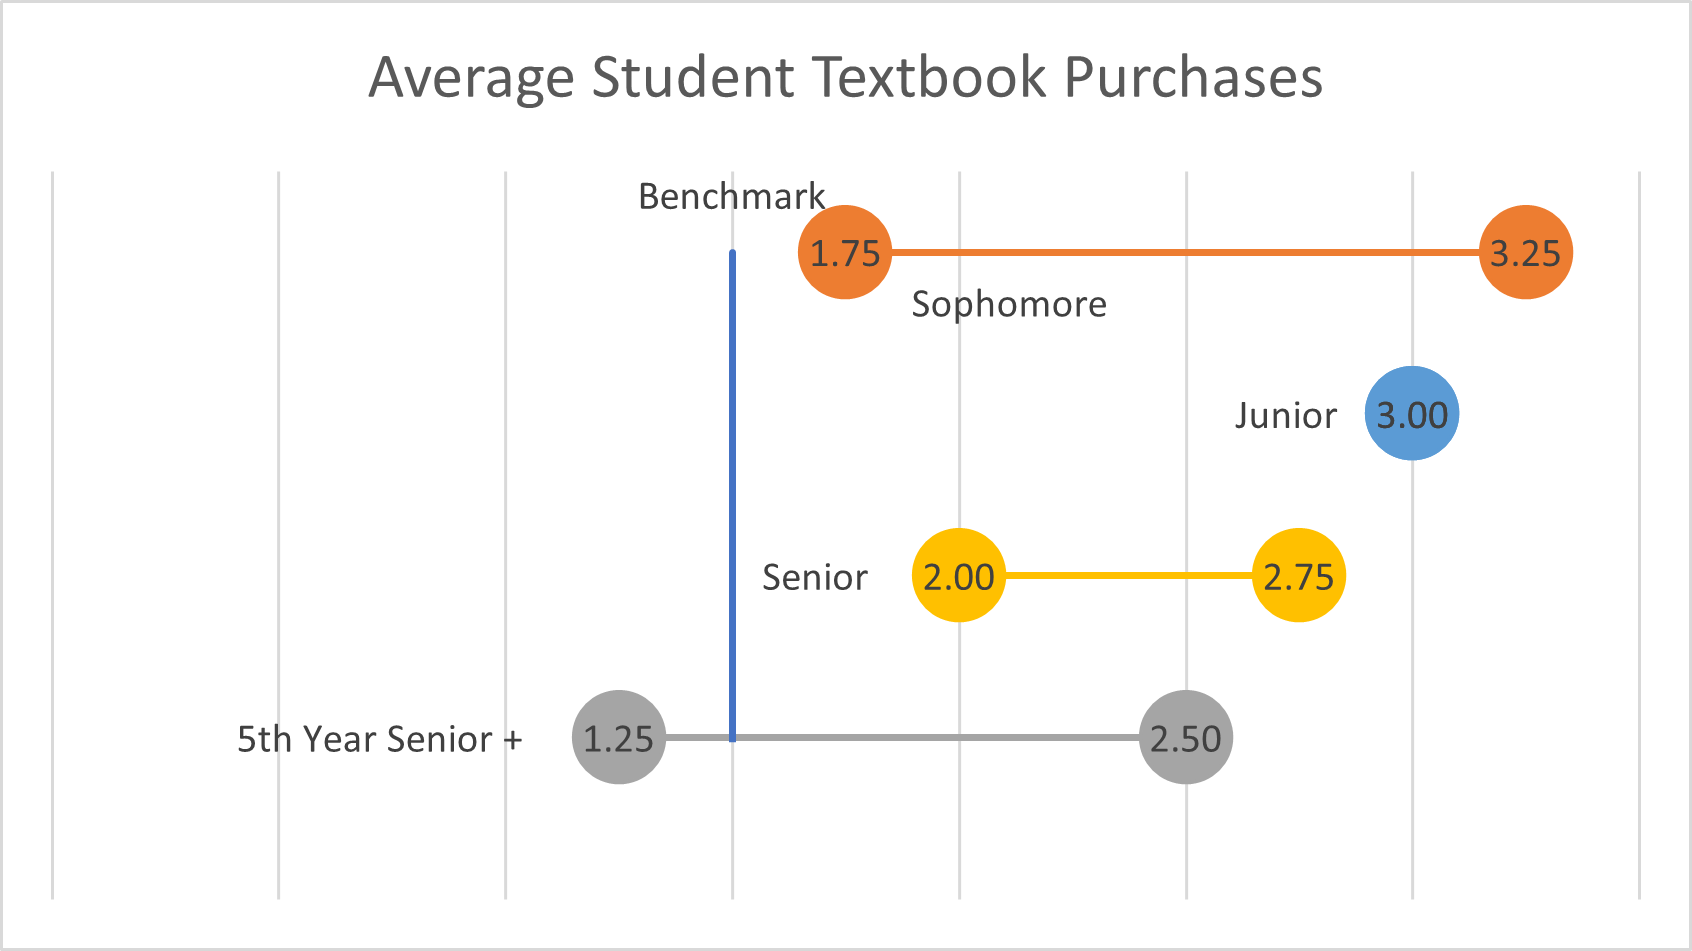 Average Student Textbook Purchases
Benchmark
1.75
3.25
Sophomore
Junior
3.00
Senior
2.00
2.75
5th Year Senior +
1.25
2.50